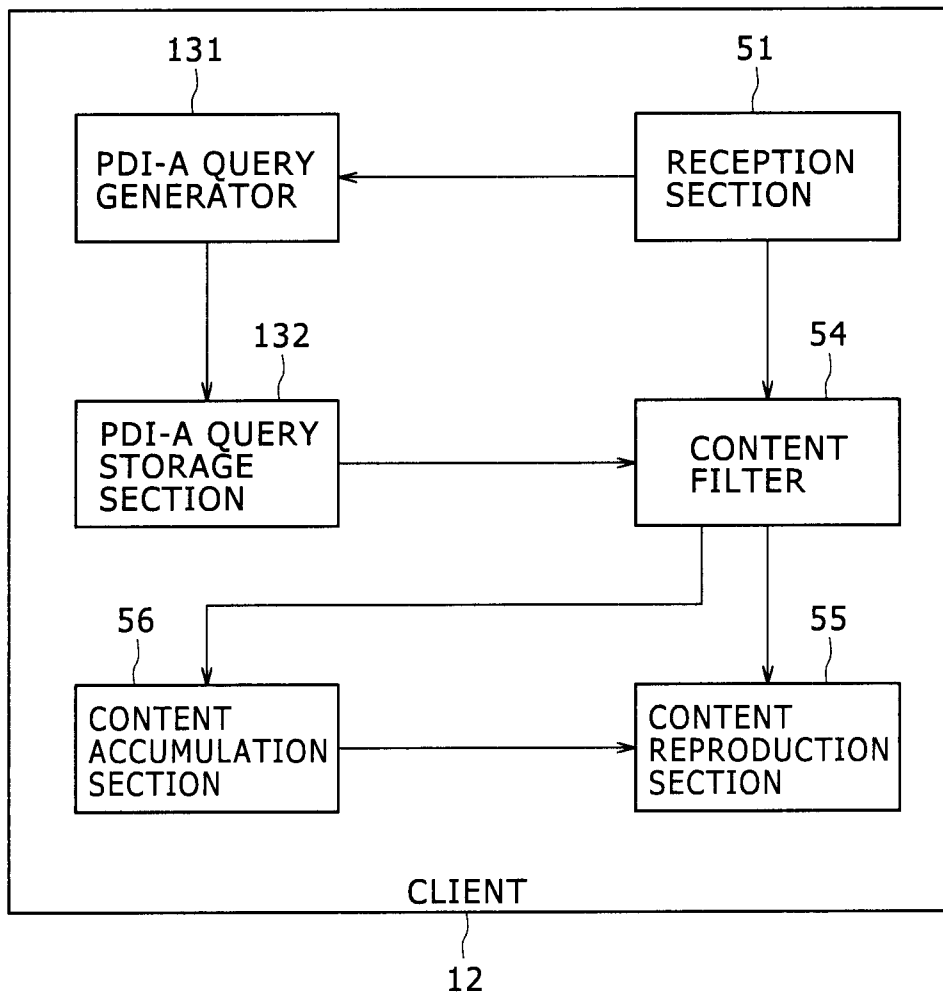 131
51
PDI-A QUERY
GENERATOR
RECEPTION
SECTION
132
54
PDI-A QUERY
STORAGE
SECTION
CONTENT
FILTER
56
55
CONTENT
ACCUMULATION
SECTION
CONTENT
REPRODUCTION
SECTION
CLIENT
12